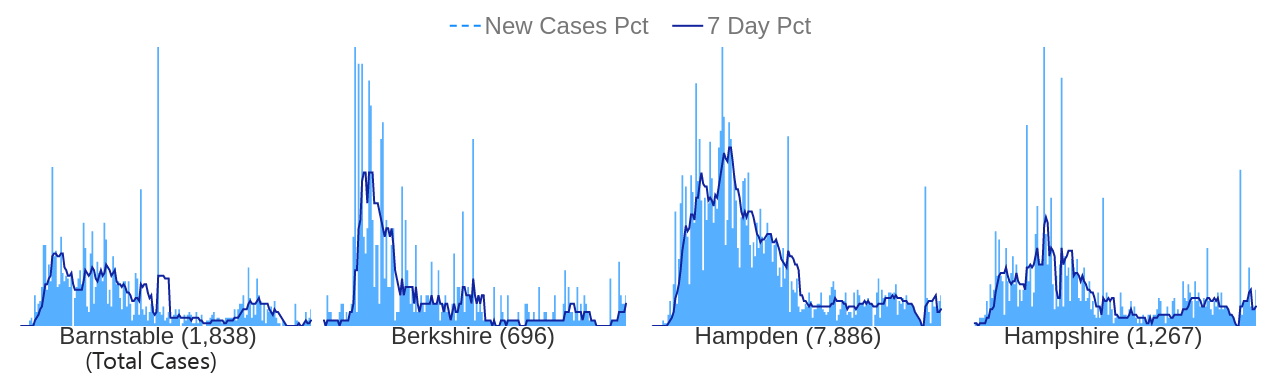 New Cases Pct 7 Day Pct
Barnstable (1,838) Berkshire (696) Hampden (7,886) Hampshire (1,267)
(Total Cases)